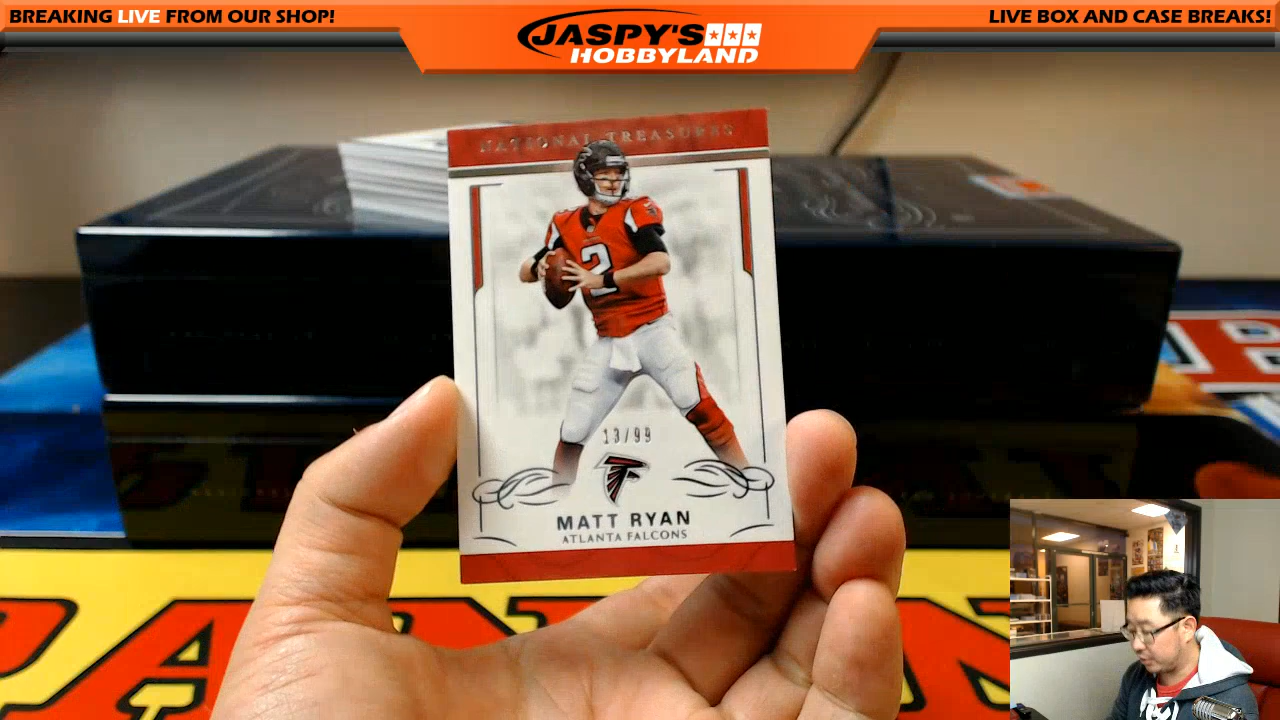 BREAKING LIVE FROM OUR SHOP!
JASPY'S
HOBBYLAND
LIVE BOX AND CASE BREAKS!
NATIONAL TREASURES
2
13/99
MATT RYAN
ATLANTA FALCONS